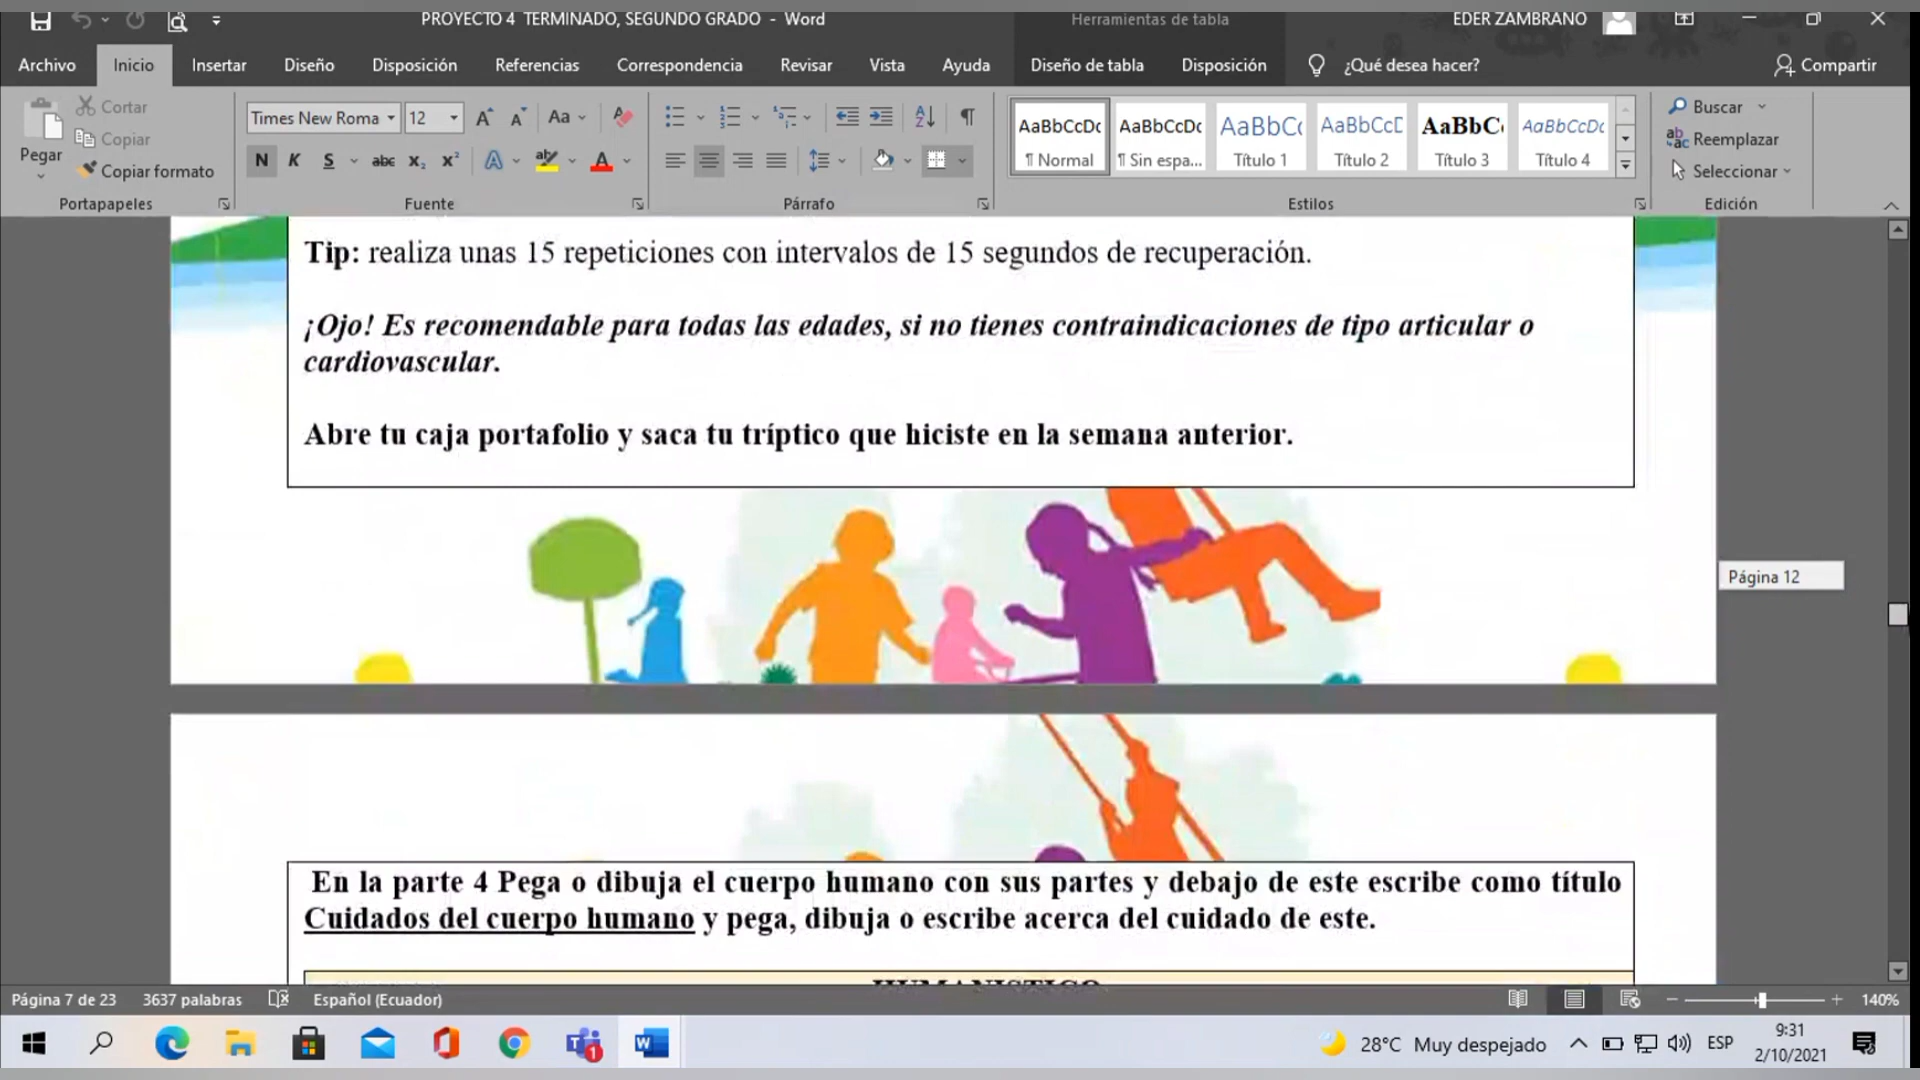 PROYECTO 4 TERMINADO, SEGUNDO GRADO - Word
Herramientas de tabla
EDER ZAMBRANO
Archivo Inicio Insertar Diseño Disposición Referencias Correspondencia Revisar Vista Ayuda Diseño de tabla Disposición ¿Qué desea hacer? Compartir
Pegar
Cortar
Copiar
Copiar formato
Portapapeles
Times New Roma 12
Fuente
Párrafo
AaBbCcDc AaBbCcDc AaBbC( AaBbCcD AaBbC AaBbCcDc
¶ Normal ¶ Sin espa... Título 1 Título 2 Título 3 Título 4
Estilos
Buscar
Reemplazar
Seleccionar
Edición
Tip: realiza unas 15 repeticiones con intervalos de 15 segundos de recuperación.
¡Ojo! Es recomendable para todas las edades, si no tienes contraindicaciones de tipo articular o
cardiovascular.
Abre tu caja portafolio y saca tu tríptico que hiciste en la semana anterior.
Página 12
En la parte 4 Pega o dibuja el cuerpo humano con sus partes y debajo de este escribe como título
Cuidados del cuerpo humano y pega, dibuja o escribe acerca del cuidado de este.
HUMANISTICO
Página 7 de 23 3637 palabras Español (Ecuador) 140%
28°C Muy despejado ESP
9:31
2/10/2021